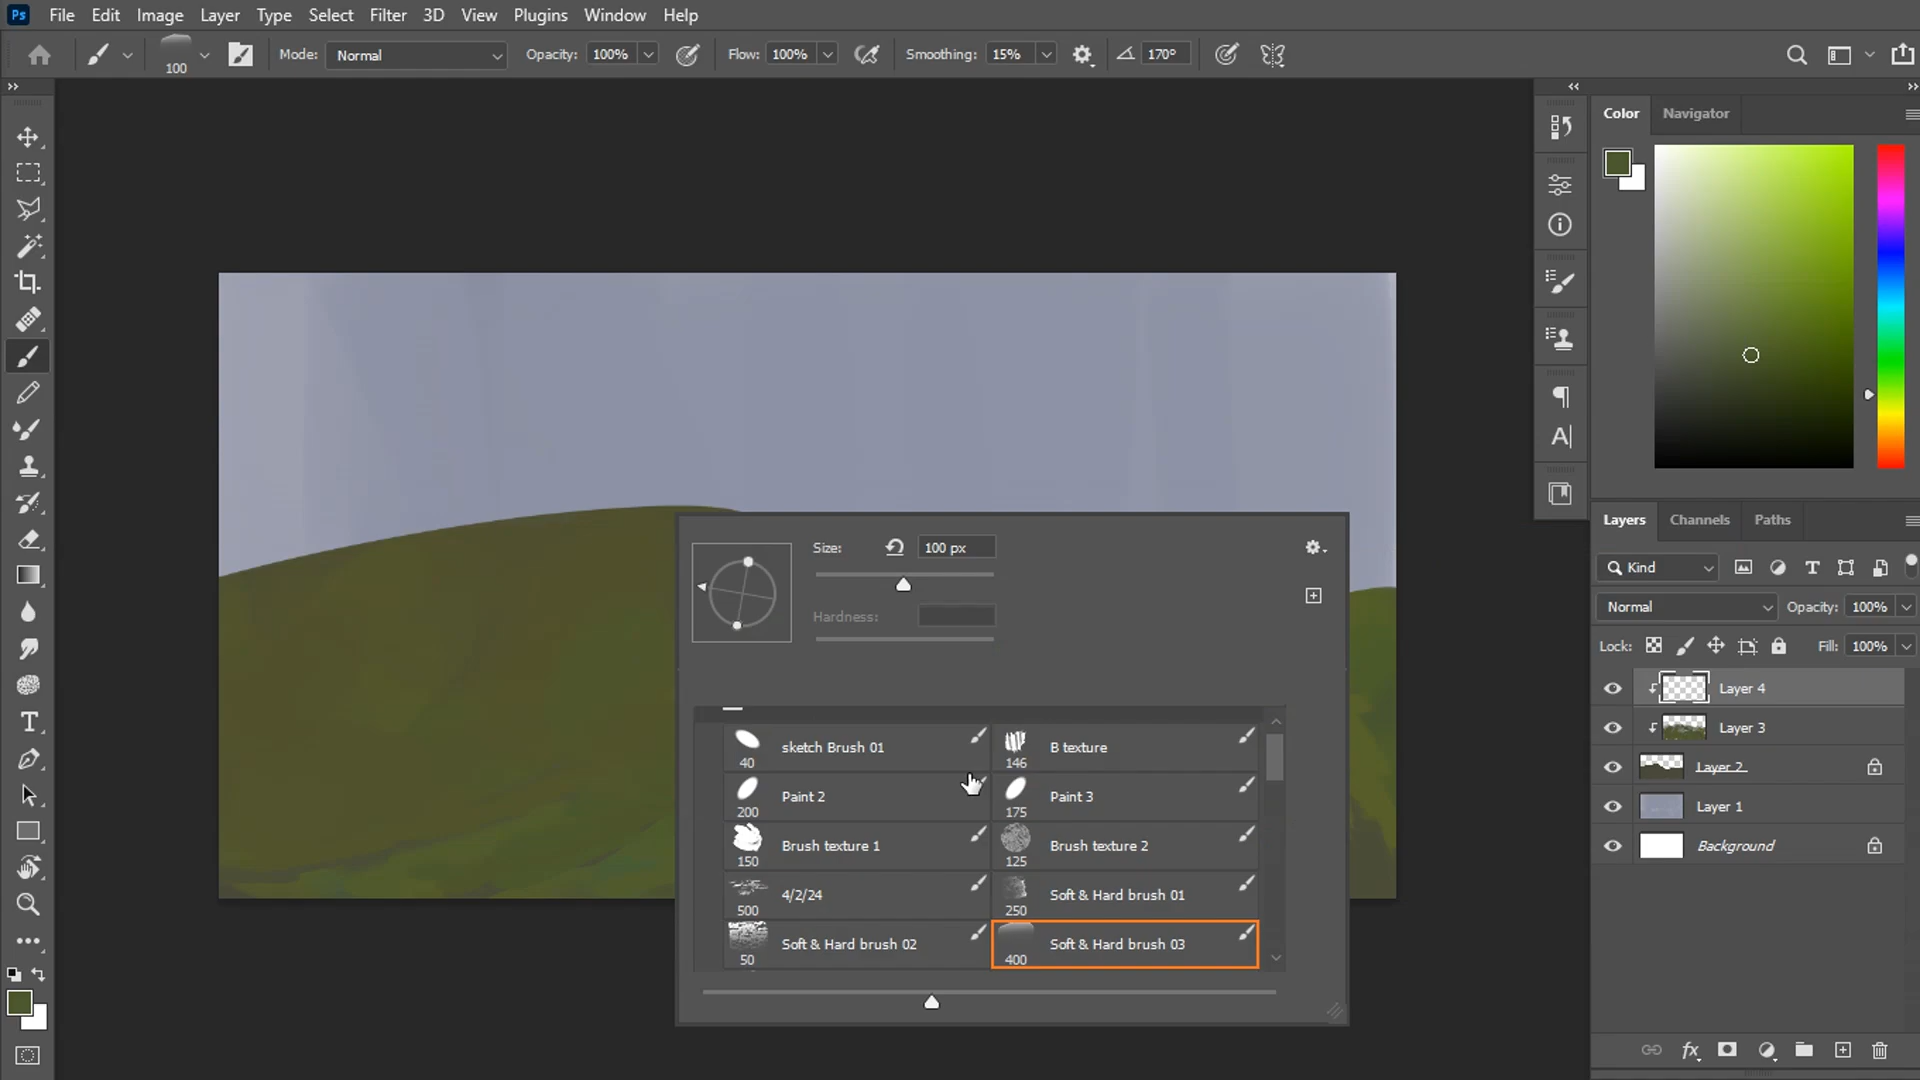 Ps File Edit Image Layer Type Select Filter 3D View Plugins Window Help
100 Mode: Normal Opacity: 100% Flow: 100% Smoothing: 15% 170°
Color Navigator
Size: 100 px
Hardness:
sketch Brush 01 40
B texture 146
Paint 2 200
Paint 3 175
Brush texture 1 150
Brush texture 2 125
4/2/24 500
Soft & Hard brush 01 250
Soft & Hard brush 02 50
Soft & Hard brush 03 400
Layers Channels Paths
Kind
Normal Opacity: 100%
Lock: Fill: 100%
Layer 4
Layer 3
Layer 2
Layer 1
Background